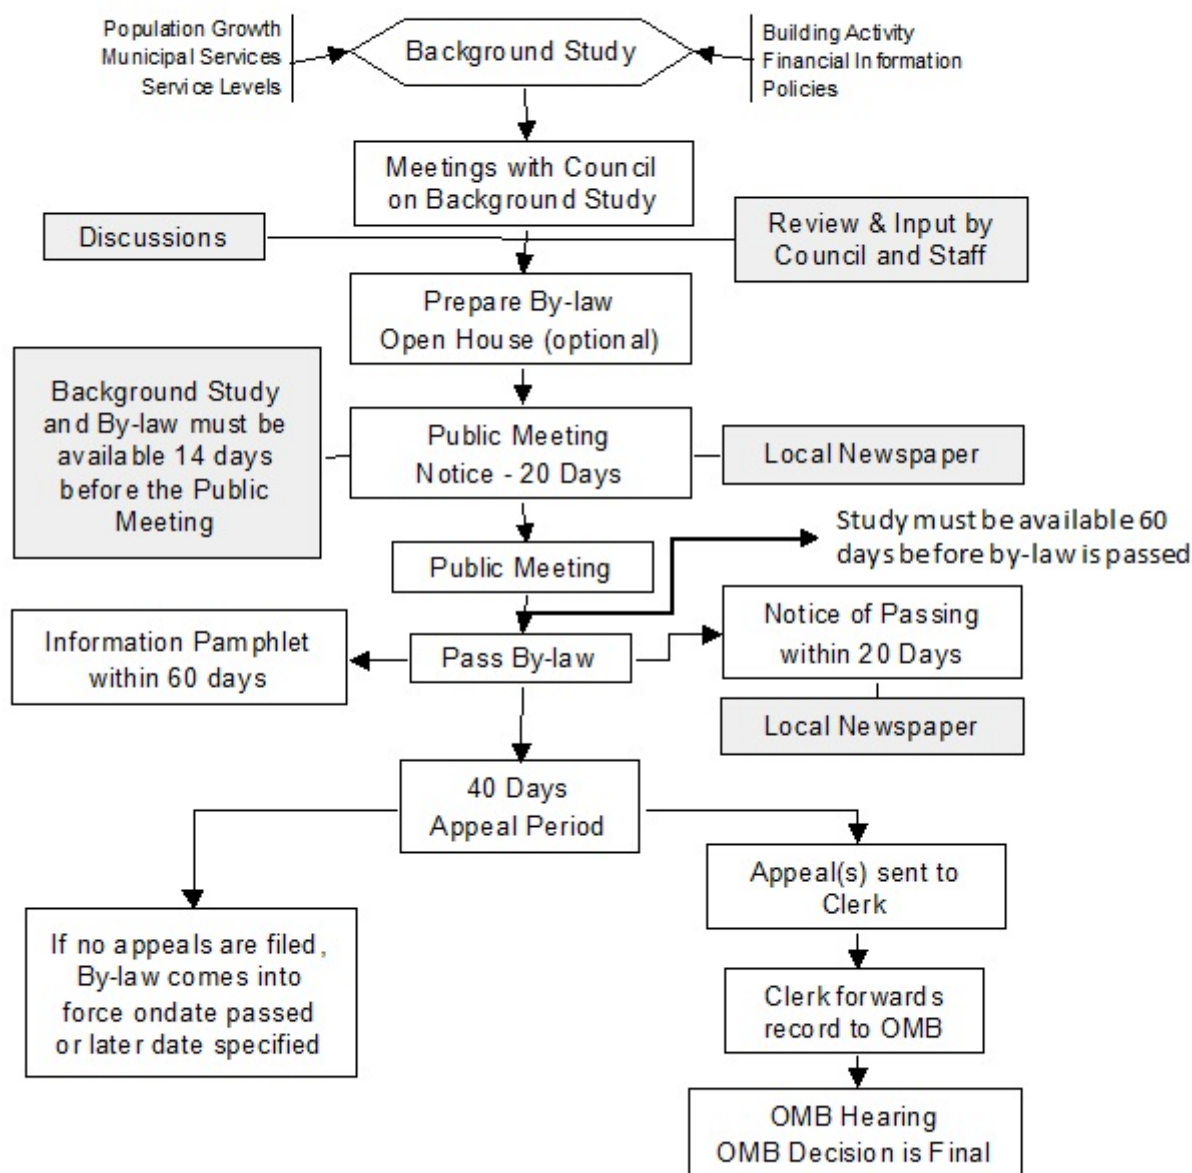 Population Growth
Municipal Services
Service Levels
Background Study
Building Activity
Financial Information
Policies
Meetings with Council
on Background Study
Discussions
Review & Input by
Council and Staff
Prepare By-law
Open House (optional)
Background Study
and By-law must be
available 14 days
before the Public
Meeting
Public Meeting
Notice - 20 Days
Local Newspaper
Study must be available 60
days before by-law is passed
Public Meeting
Information Pamphlet
within 60 days
Pass By-law
Notice of Passing
within 20 Days
Local Newspaper
40 Days
Appeal Period
If no appeals are filed,
By-law comes into
force ondate passed
or later date specified
Appeal(s) sent to
Clerk
Clerk forwards
record to OMB
OMB Hearing
OMB Decision is Final